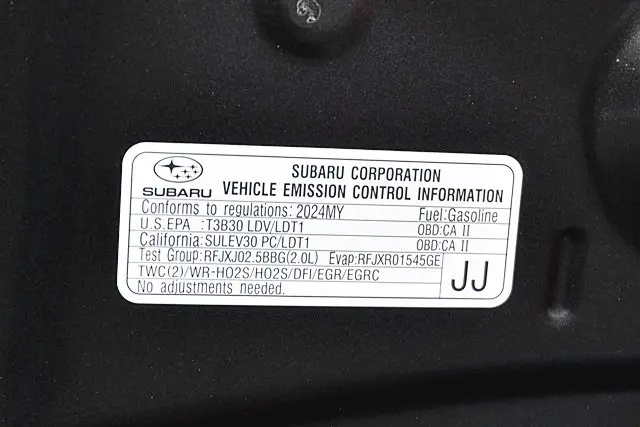 SUBARU CORPORATION
SUBARU VEHICLE EMISSION CONTROL INFORMATION
Conforms to regulations: 2024MY Fuel:Gasoline
U.S.EPA :T3B30 LDV/LDT1 OBD:CA II
California:SULEV30 PC/LDT1 OBD:CA II
Test Group:RFJXJ02.5BBG(2.0L) Evap:RFJXR01545GE
TWC(2)/WR-HO2S/HO2S/DFI/EGR/EGRC
No adjustments needed.
JJ